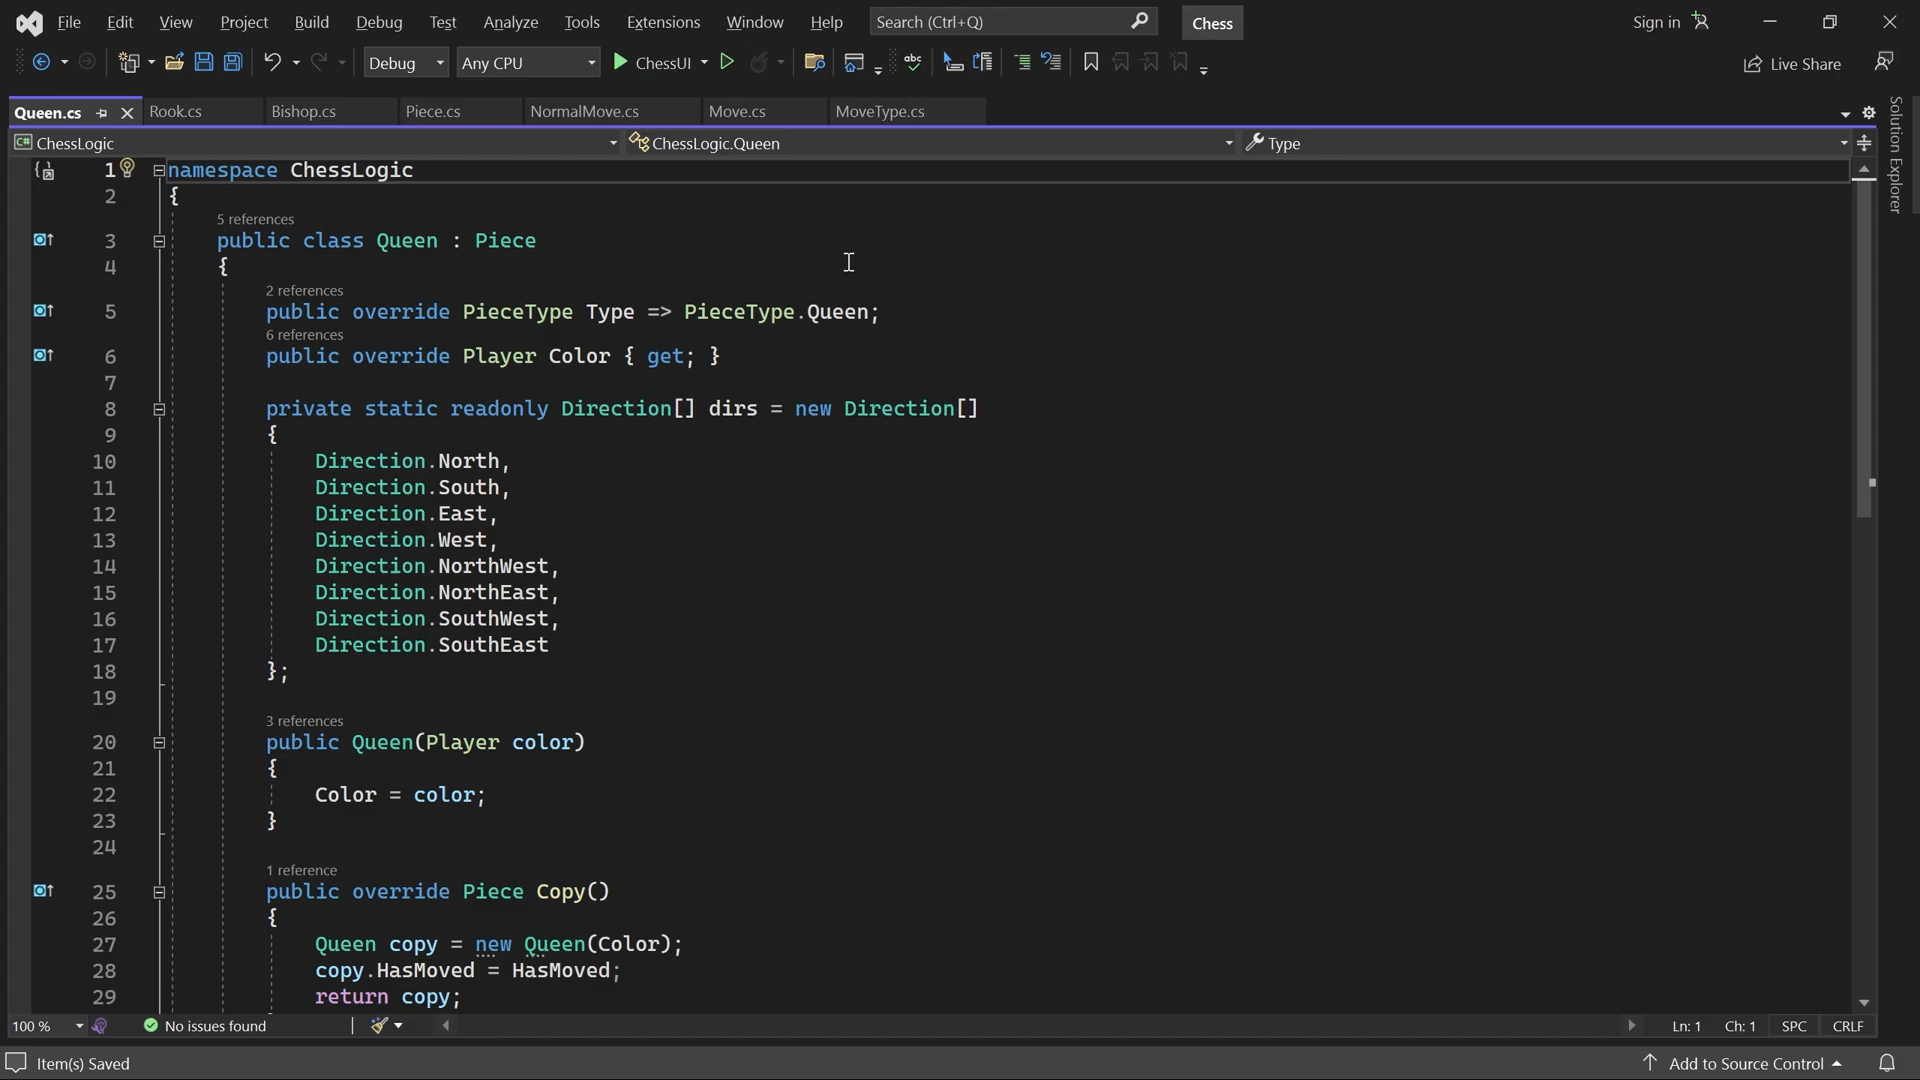 File Edit View Project Build Debug Test Analyze Tools Extensions Window Help Search (Ctrl+Q) Chess Sign in
Debug Any CPU ChessUI abc Live Share
Queen.cs Rook.cs Bishop.cs Piece.cs NormalMove.cs Move.cs MoveType.cs
Solution Explorer
C# ChessLogic ChessLogic.Queen Type
1 namespace ChessLogic
2 {
5 references
3 public class Queen : Piece
4 {
2 references
5 public override PieceType Type => PieceType.Queen;
6 references
6 public override Player Color { get; }
7
8 private static readonly Direction[] dirs = new Direction[]
9 {
10 Direction.North,
11 Direction.South,
12 Direction.East,
13 Direction.West,
14 Direction.NorthWest,
15 Direction.NorthEast,
16 Direction.SouthWest,
17 Direction.SouthEast
18 };
19
3 references
20 public Queen(Player color)
21 {
22 Color = color;
23 }
24
1 reference
25 public override Piece Copy()
26 {
27 Queen copy = new Queen(Color);
28 copy.HasMoved = HasMoved;
29 return copy;
100 % No issues found Ln: 1 Ch: 1 SPC CRLF
Item(s) Saved Add to Source Control